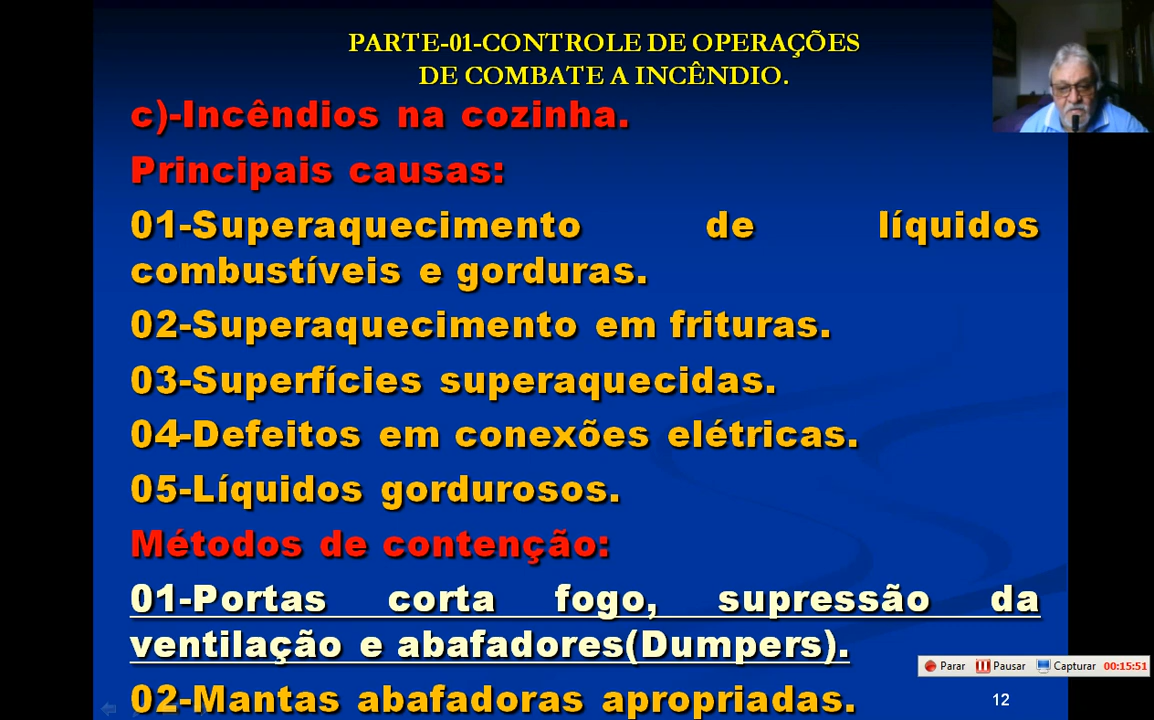 PARTE-01-CONTROLE DE OPERAÇÕES
DE COMBATE A INCÊNDIO.
c)-Incêndios na cozinha.
Principais causas:
01-Superaquecimento de líquidos
combustíveis e gorduras.
02-Superaquecimento em frituras.
03-Superfícies superaquecidas.
04-Defeitos em conexões elétricas.
05-Líquidos gordurosos.
Métodos de contenção:
01-Portas corta fogo, supressão da
ventilação e abafadores(Dumpers).
02-Mantas abafadoras apropriadas.
Parar Pausar Capturar 00:15:51
12